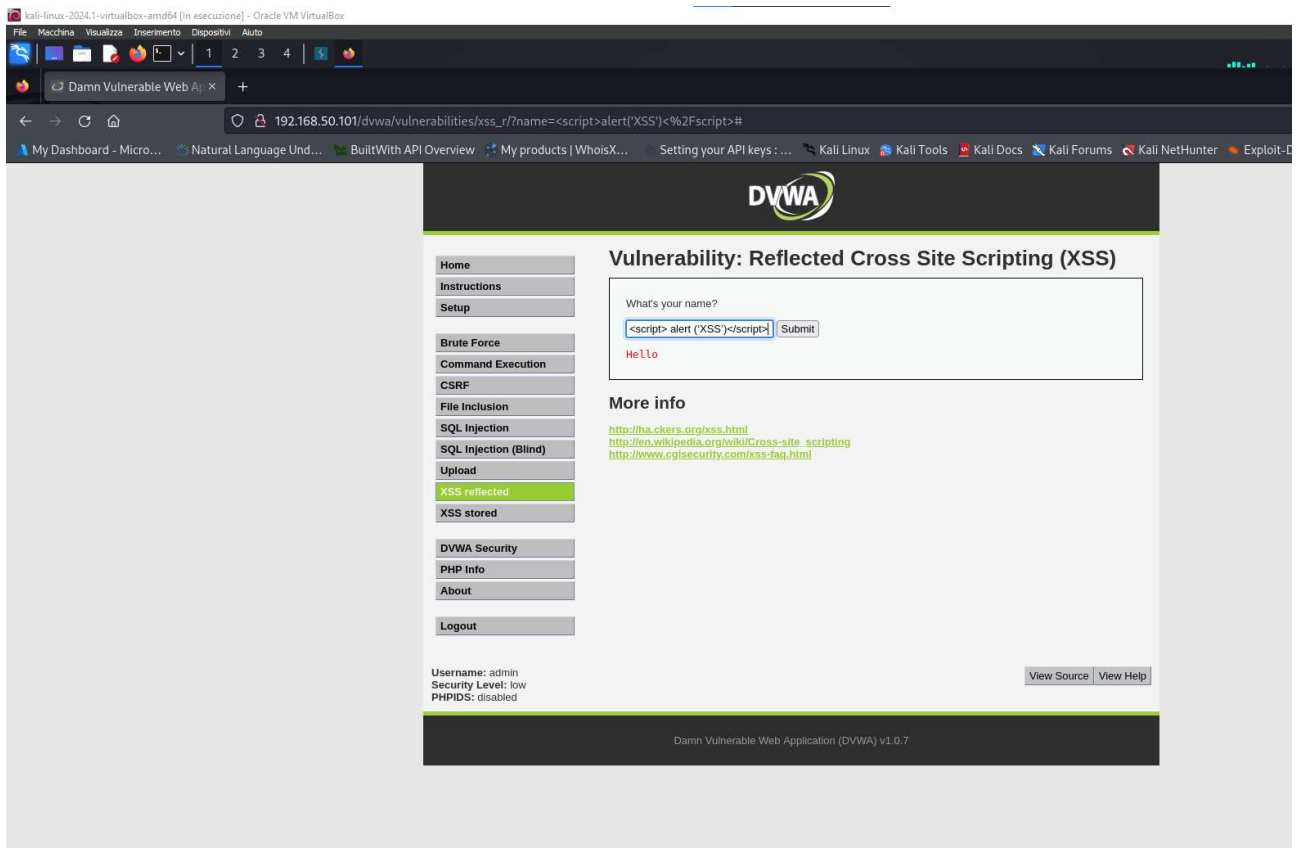 kali-linux-2024.1-virtualbox-amd64 [In esecuzione] - Oracle VM VirtualBox
File Macchina Visualizza Inserimento Dispositivi Aiuto
1 2 3 4
Damn Vulnerable Web Ap
192.168.50.101/dvwa/vulnerabilities/xss_r/?name=<script>alert('XSS')<%2Fscript>#
My Dashboard - Micro... Natural Language Und... BuiltWith API Overview My products | WhoisX... Setting your API keys : ... Kali Linux Kali Tools Kali Docs Kali Forums Kali NetHunter Exploit-D
DVWA
Vulnerability: Reflected Cross Site Scripting (XSS)
Home
Instructions
Setup
Brute Force
Command Execution
CSRF
File Inclusion
SQL Injection
SQL Injection (Blind)
Upload
XSS reflected
XSS stored
DVWA Security
PHP Info
About
Logout
What's your name?
<script> alert ('XSS')</script> Submit
Hello
More info
http://ha.ckers.org/xss.html
http://en.wikipedia.org/wiki/Cross-site_scripting
http://www.cgisecurity.com/xss-faq.html
Username: admin
Security Level: low
PHPIDS: disabled
View Source View Help
Damn Vulnerable Web Application (DVWA) v1.0.7